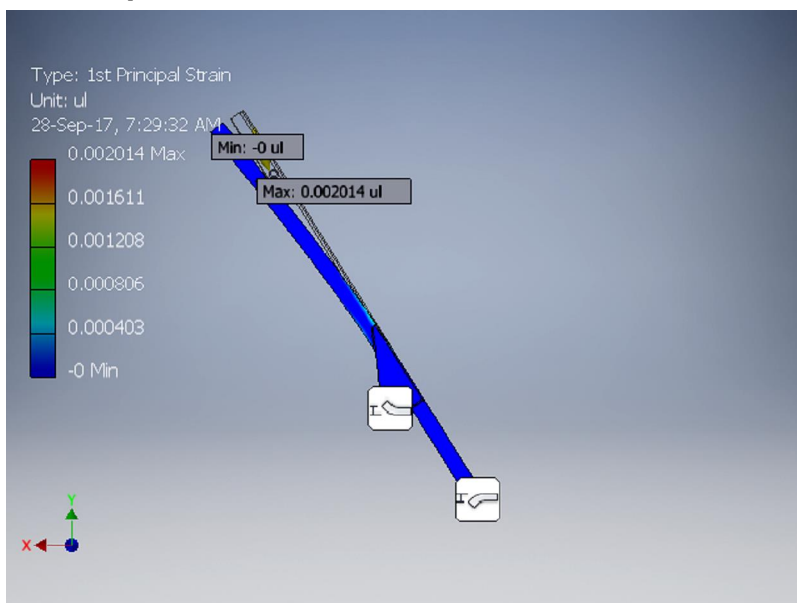 Type: 1st Principal Strain
Unit: ul
28-Sep-17, 7:29:32 AM
0.002014 Max
0.001611
0.001208
0.000806
0.000403
-0 Min
Min: -0 ul
Max: 0.002014 ul
Y
X